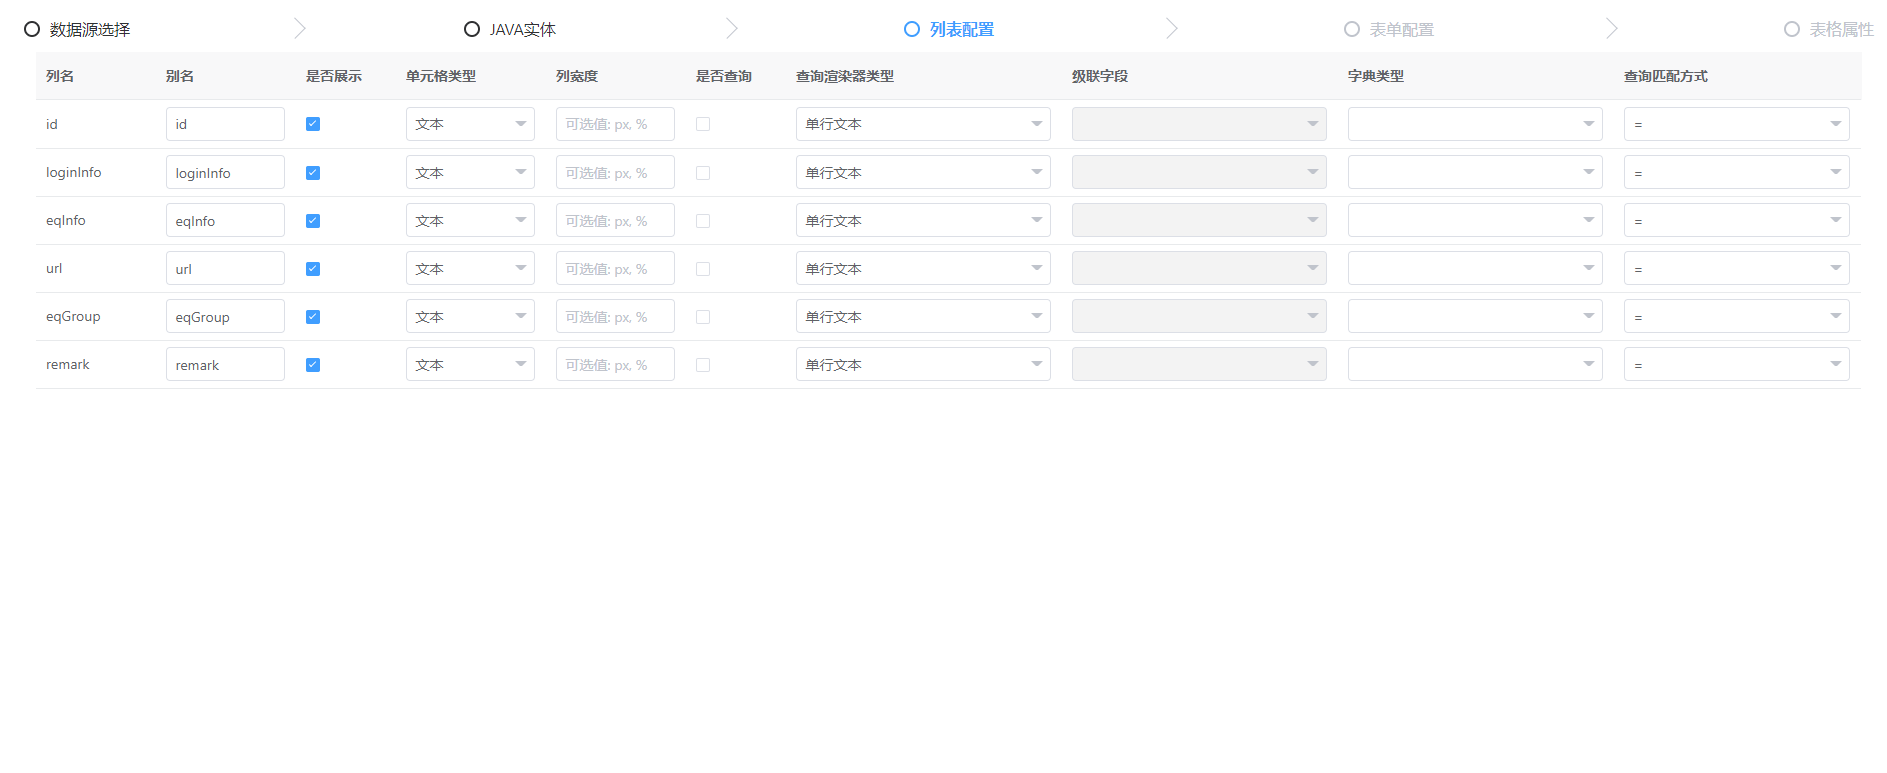 数据源选择 JAVA实体 列表配置 表单配置 表格属性
列名 别名 是否展示 单元格类型 列宽度 是否查询 查询渲染器类型 级联字段 字典类型 查询匹配方式
id id 文本 可选值: px, % 单行文本 =
loginInfo loginInfo 文本 可选值: px, % 单行文本 =
eqInfo eqInfo 文本 可选值: px, % 单行文本 =
url url 文本 可选值: px, % 单行文本 =
eqGroup eqGroup 文本 可选值: px, % 单行文本 =
remark remark 文本 可选值: px, % 单行文本 =